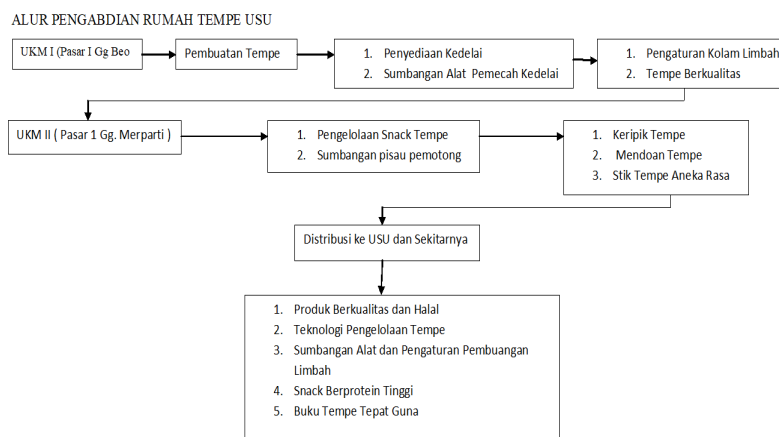 ALUR PENGABDIAN RUMAH TEMPE USU
UKM I (Pasar I Gg Beo
Pembuatan Tempe
1. Penyediaan Kedelai
2. Sumbangan Alat Pemecah Kedelai
1. Pengaturan Kolam Limbah
2. Tempe Berkualitas
UKM II ( Pasar 1 Gg. Merparti )
1. Pengelolaan Snack Tempe
2. Sumbangan pisau pemotong
1. Keripik Tempe
2. Mendoan Tempe
3. Stik Tempe Aneka Rasa
Distribusi ke USU dan Sekitarnya
1. Produk Berkualitas dan Halal
2. Teknologi Pengelolaan Tempe
3. Sumbangan Alat dan Pengaturan Pembuangan
Limbah
4. Snack Berprotein Tinggi
5. Buku Tempe Tepat Guna